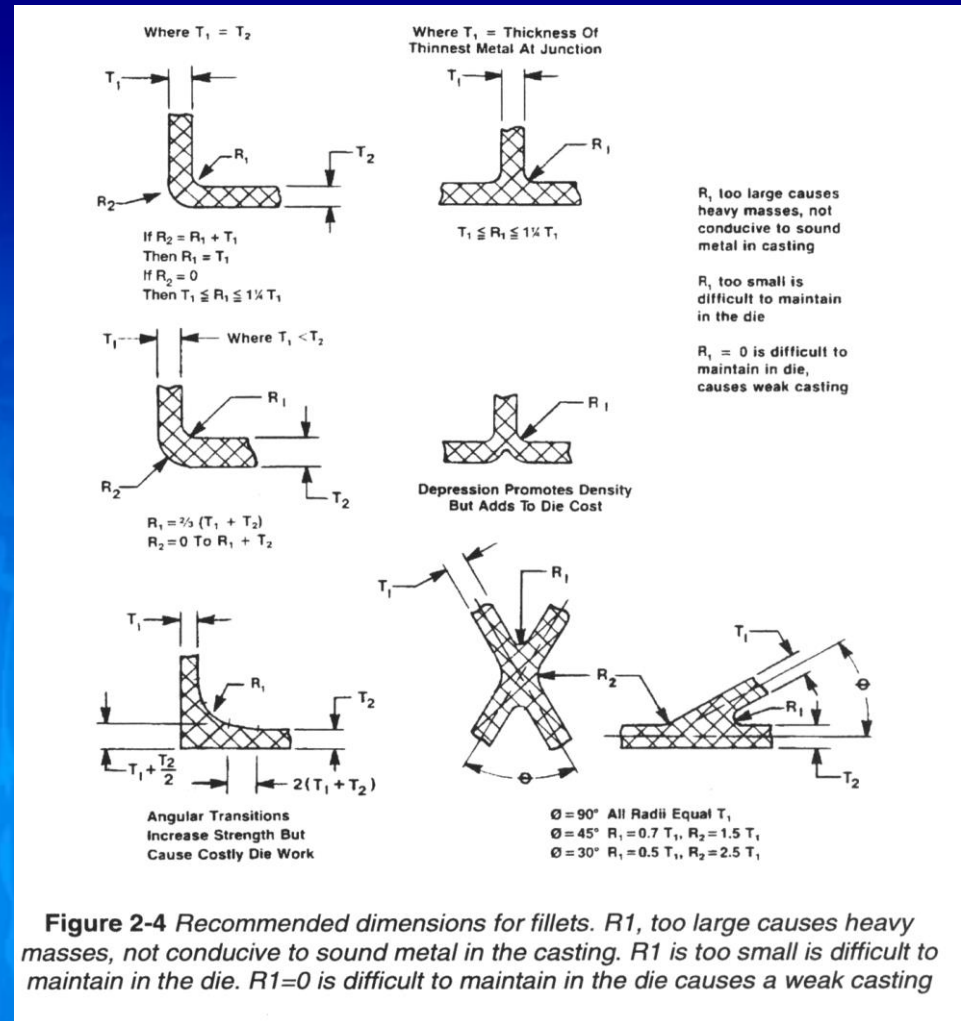 Where T₁ = T₂
T₁
R₁
T₂
R₂
If R₂ = R₁ + T₁
Then R₁ = T₁
If R₂ = 0
Then T₁ ≦ R₁ ≦ 1¼ T₁
Where T₁ = Thickness Of
Thinnest Metal At Junction
T₁
R₁
T₁ ≦ R₁ ≦ 1¼ T₁
R₁ too large causes
heavy masses, not
conducive to sound
metal in casting
R₁ too small is
difficult to maintain
in the die
R₁ = 0 is difficult to
maintain in die,
causes weak casting
T₁
Where T₁ <T₂
R₁
R₂
T₂
R₁ = ⅔ (T₁ + T₂)
R₂ = 0 To R₁ + T₂
R₁
Depression Promotes Density
But Adds To Die Cost
T₁
R₁
T₂
T₁ + T₂/2
2(T₁ + T₂)
Angular Transitions
Increase Strength But
Cause Costly Die Work
T₁
R₁
R₂
θ
T₁
θ
R₁
T₂
Ø = 90° All Radii Equal T₁
Ø = 45° R₁ = 0.7 T₁, R₂ = 1.5 T₁
Ø = 30° R₁ = 0.5 T₁, R₂ = 2.5 T₁
Figure 2-4 Recommended dimensions for fillets. R1, too large causes heavy
masses, not conducive to sound metal in the casting. R1 is too small is difficult to
maintain in the die. R1=0 is difficult to maintain in the die causes a weak casting